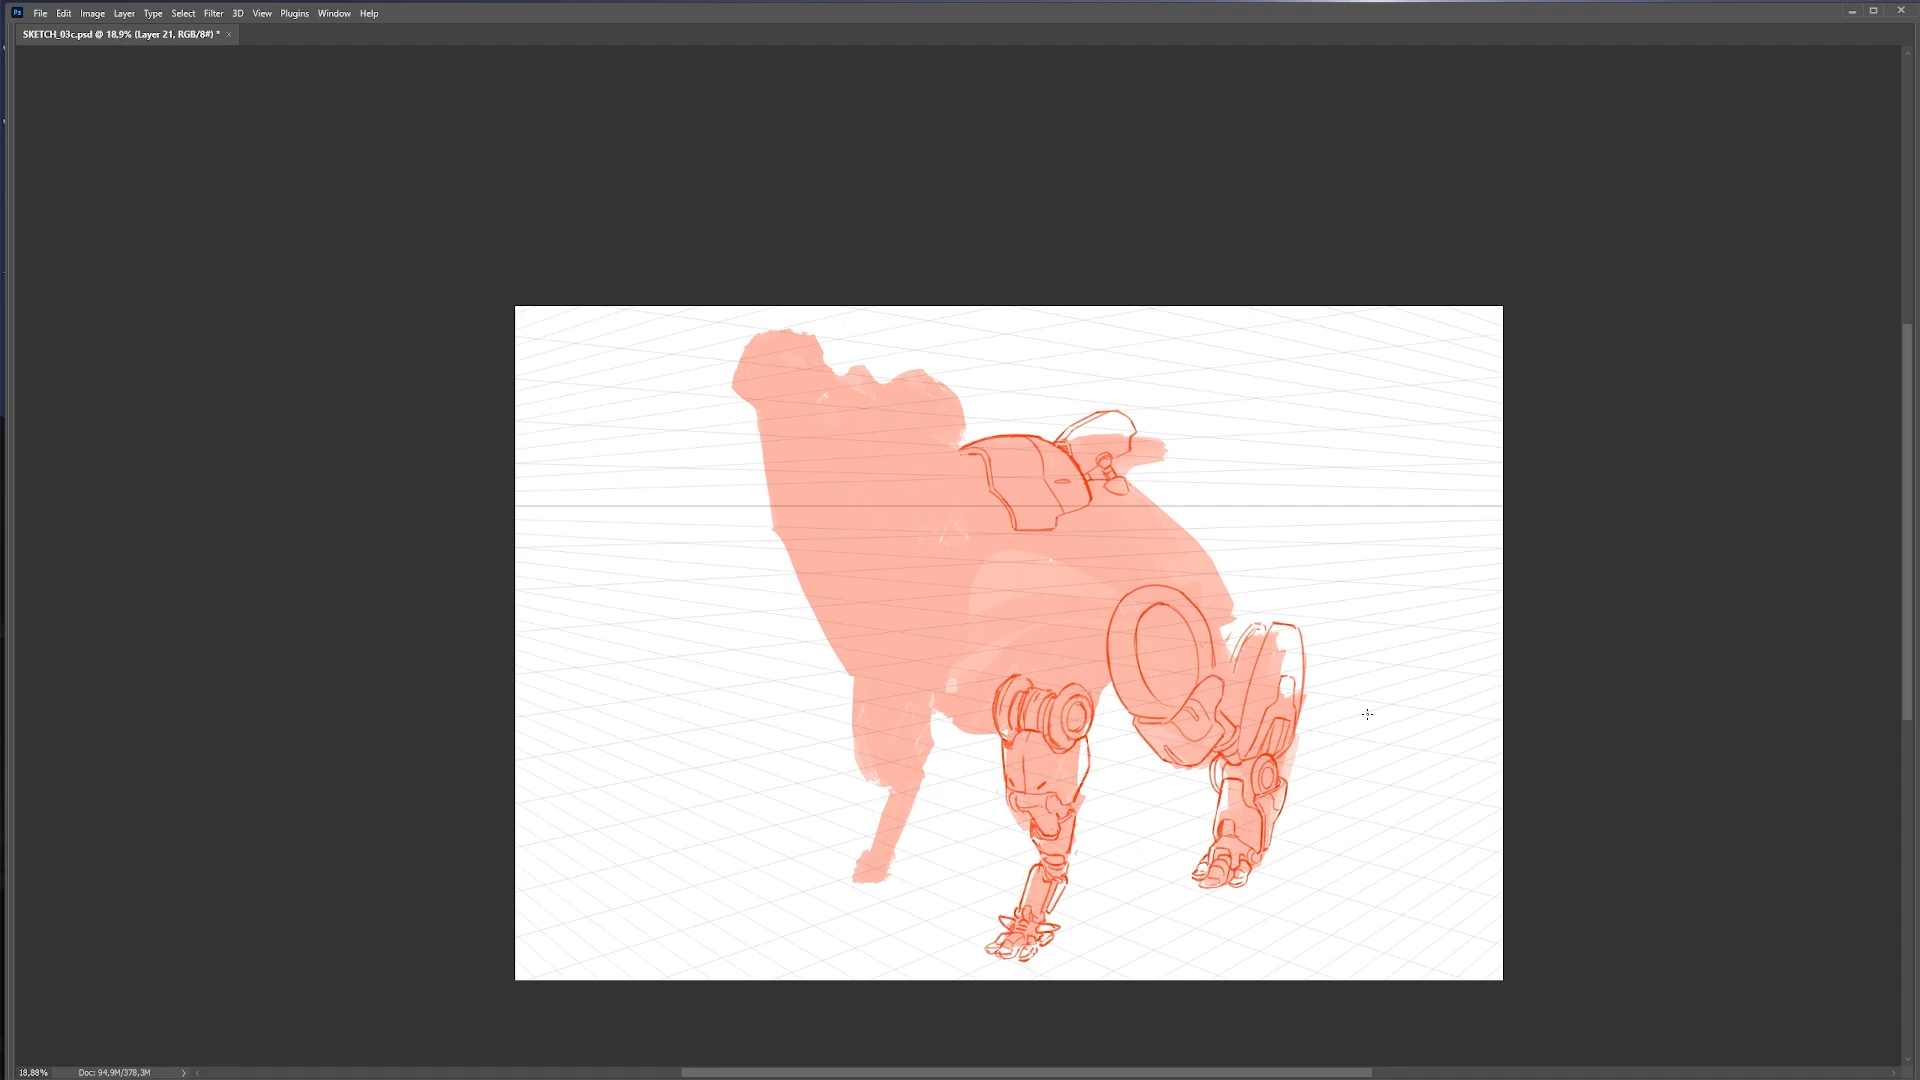 Ps File Edit Image Layer Type Select Filter 3D View Plugins Window Help
SKETCH_03c.psd @ 18,9% (Layer 21, RGB/8#) *
18,88% Doc: 94,9M/378,3M